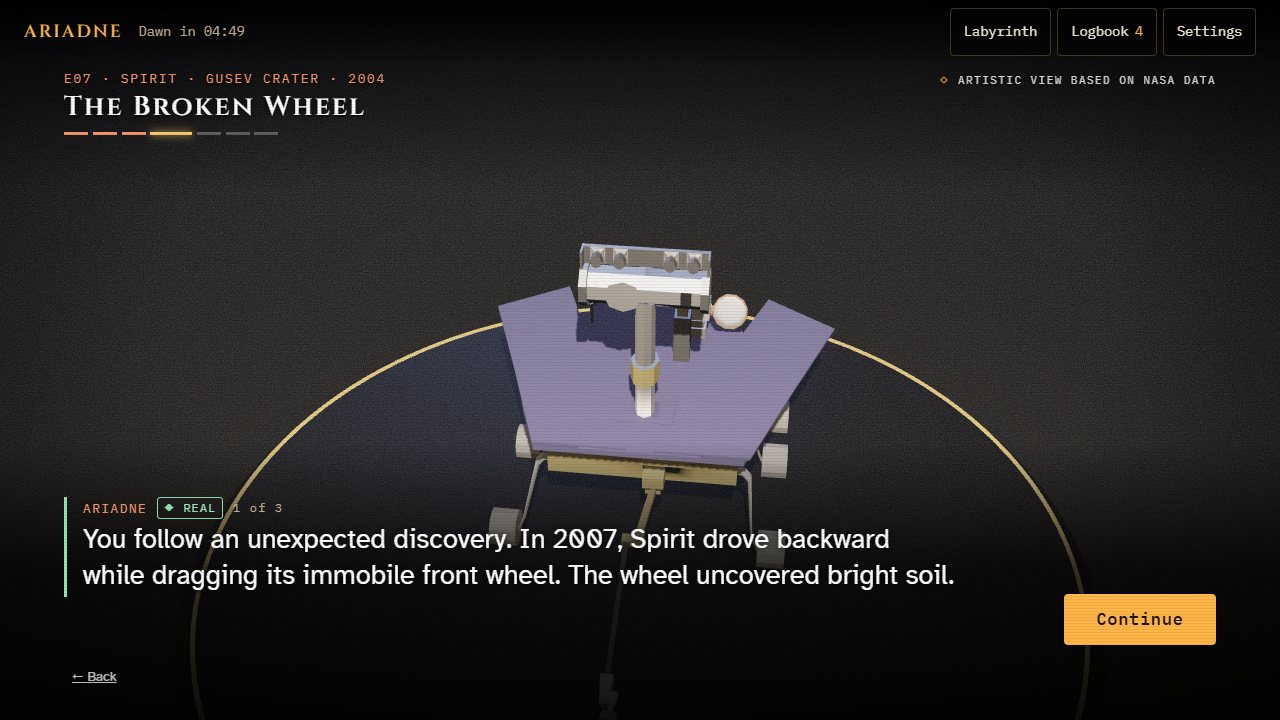 ARIADNE Dawn in 04:49
Labyrinth Logbook 4 Settings
E07 · SPIRIT · GUSEV CRATER · 2004
ARTISTIC VIEW BASED ON NASA DATA
The Broken Wheel
ARIADNE REAL 1 of 3
You follow an unexpected discovery. In 2007, Spirit drove backward
while dragging its immobile front wheel. The wheel uncovered bright soil.
Continue
← Back